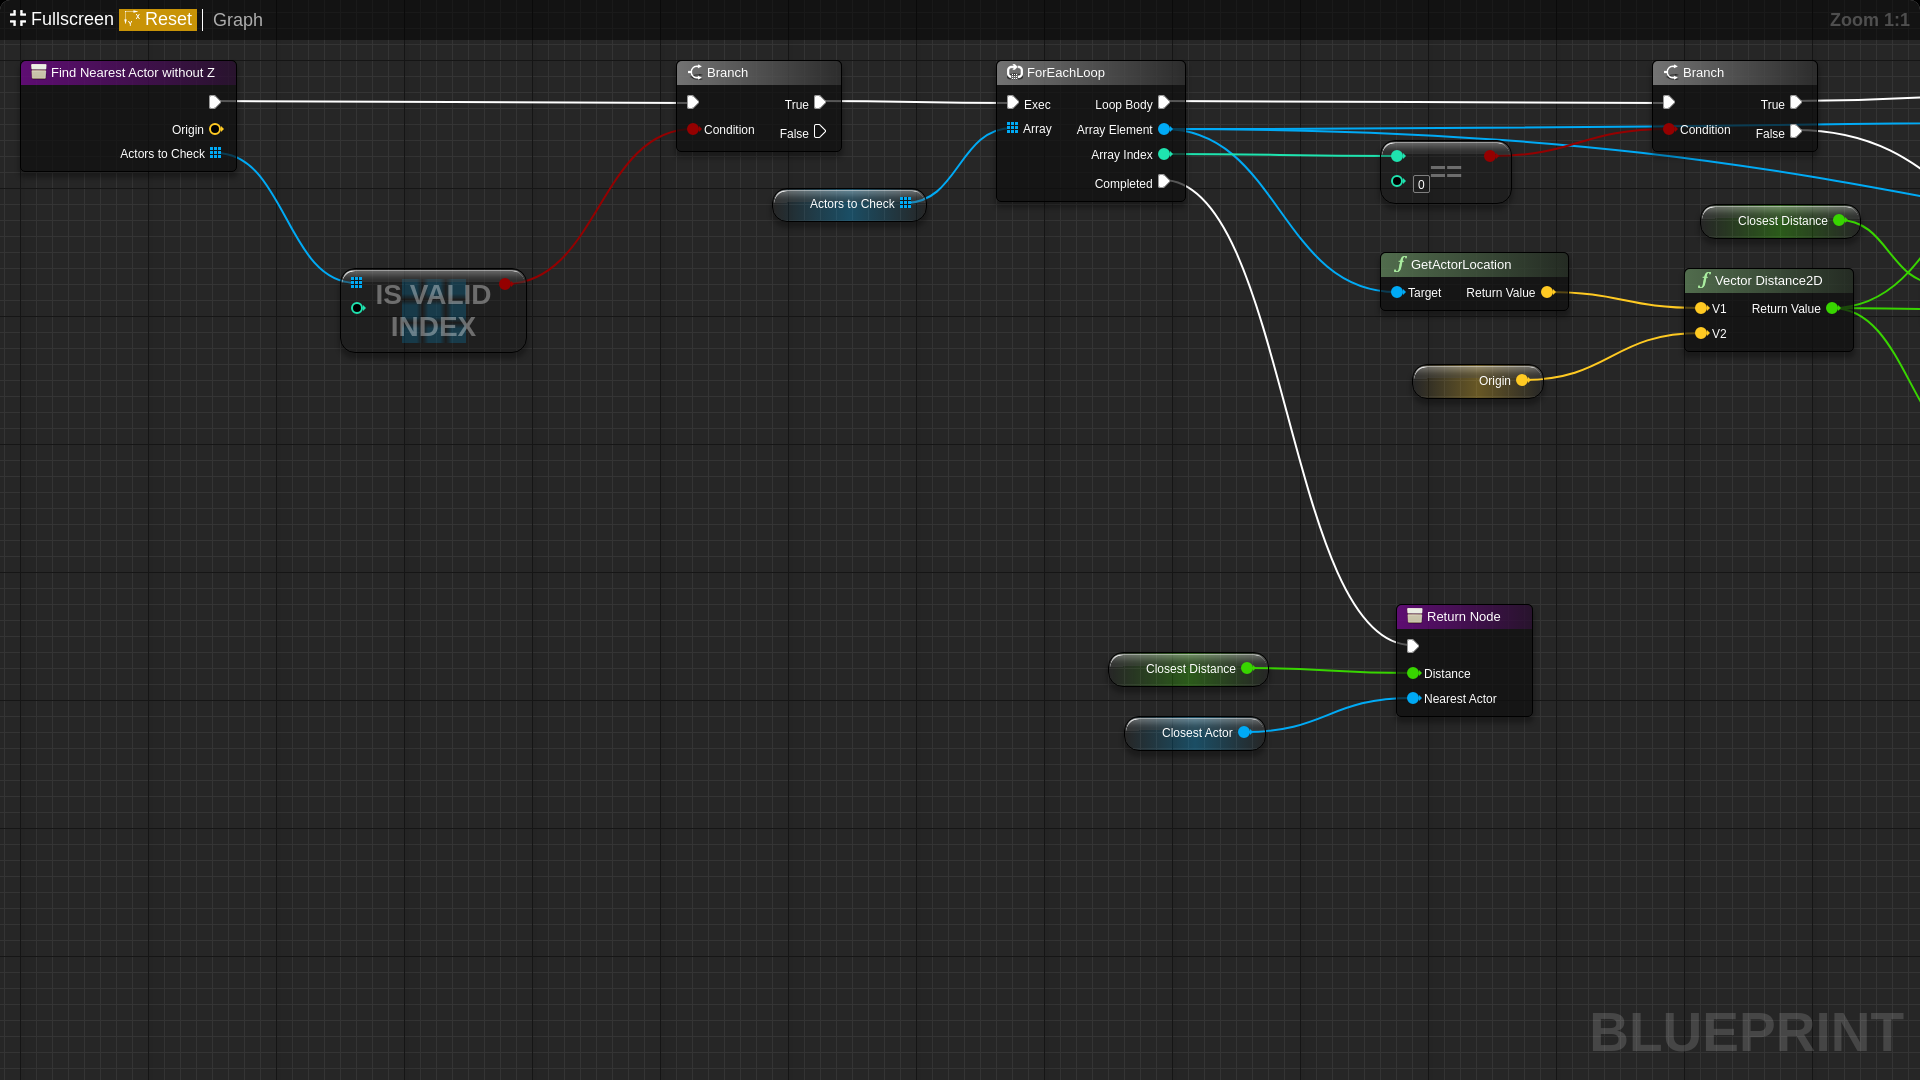 Fullscreen Reset Graph
Zoom 1:1
Find Nearest Actor without Z
Origin
Actors to Check
IS VALID
INDEX
Branch
True
Condition
False
Actors to Check
ForEachLoop
Exec
Loop Body
Array
Array Element
Array Index
Completed
0
==
Branch
True
Condition
False
Closest Distance
GetActorLocation
Target
Return Value
Vector Distance2D
V1
Return Value
V2
Origin
Return Node
Distance
Nearest Actor
Closest Distance
Closest Actor
BLUEPRINT